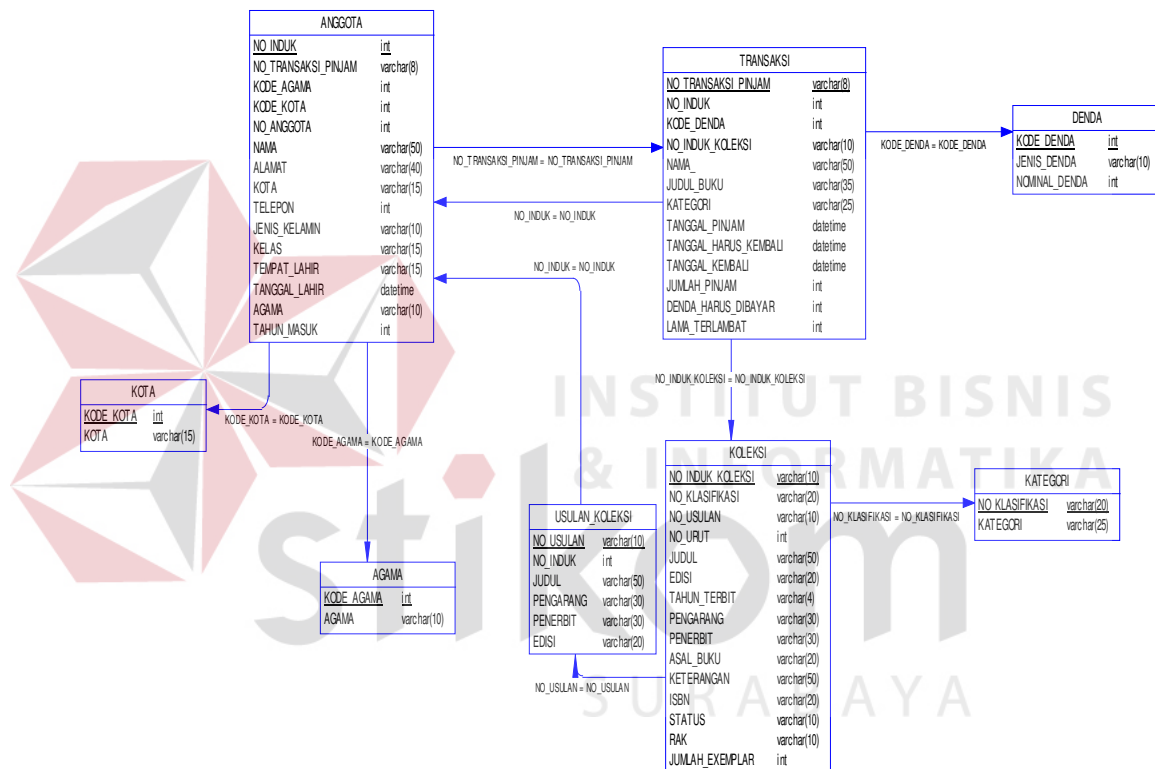 ANGGOTA
NO_INDUK int
NO_TRANSAKSI_PINJAM varchar(8)
KODE_AGAMA int
KODE_KOTA int
NO_ANGGOTA int
NAMA varchar(50)
ALAMAT varchar(40)
KOTA varchar(15)
TELEPON int
JENIS_KELAMIN varchar(10)
KELAS varchar(15)
TEMPAT_LAHIR varchar(15)
TANGGAL_LAHIR datetime
AGAMA varchar(10)
TAHUN_MASUK int
NO_TRANSAKSI_PINJAM = NO_TRANSAKSI_PINJAM
NO_INDUK = NO_INDUK
NO_INDUK = NO_INDUK
TRANSAKSI
NO_TRANSAKSI_PINJAM varchar(8)
NO_INDUK int
KODE_DENDA int
NO_INDUK_KOLEKSI varchar(10)
NAMA_ varchar(50)
JUDUL_BUKU varchar(35)
KATEGORI varchar(25)
TANGGAL_PINJAM datetime
TANGGAL_HARUS_KEMBALI datetime
TANGGAL_KEMBALI datetime
JUMLAH_PINJAM int
DENDA_HARUS_DIBAYAR int
LAMA_TERLAMBAT int
KODE_DENDA = KODE_DENDA
DENDA
KODE_DENDA int
JENIS_DENDA varchar(10)
NOMINAL_DENDA int
NO_INDUK_KOLEKSI = NO_INDUK_KOLEKSI
KOTA
KODE_KOTA int
KOTA varchar(15)
KODE_KOTA = KODE_KOTA
KODE_AGAMA = KODE_AGAMA
AGAMA
KODE_AGAMA int
AGAMA varchar(10)
USULAN_KOLEKSI
NO_USULAN varchar(10)
NO_INDUK int
JUDUL varchar(50)
PENGARANG varchar(30)
PENERBIT varchar(30)
EDISI varchar(20)
NO_USULAN = NO_USULAN
KOLEKSI
NO_INDUK_KOLEKSI varchar(10)
NO_KLASIFIKASI varchar(20)
NO_USULAN varchar(10)
NO_URUT int
JUDUL varchar(50)
EDISI varchar(20)
TAHUN_TERBIT varchar(4)
PENGARANG varchar(30)
PENERBIT varchar(30)
ASAL_BUKU varchar(20)
KETERANGAN varchar(50)
ISBN varchar(20)
STATUS varchar(10)
RAK varchar(10)
JUMLAH_EXEMPLAR int
NO_KLASIFIKASI = NO_KLASIFIKASI
KATEGORI
NO_KLASIFIKASI varchar(20)
KATEGORI varchar(25)
INSTITUT BISNIS
& INFORMATIKA
stikom
SURABAYA